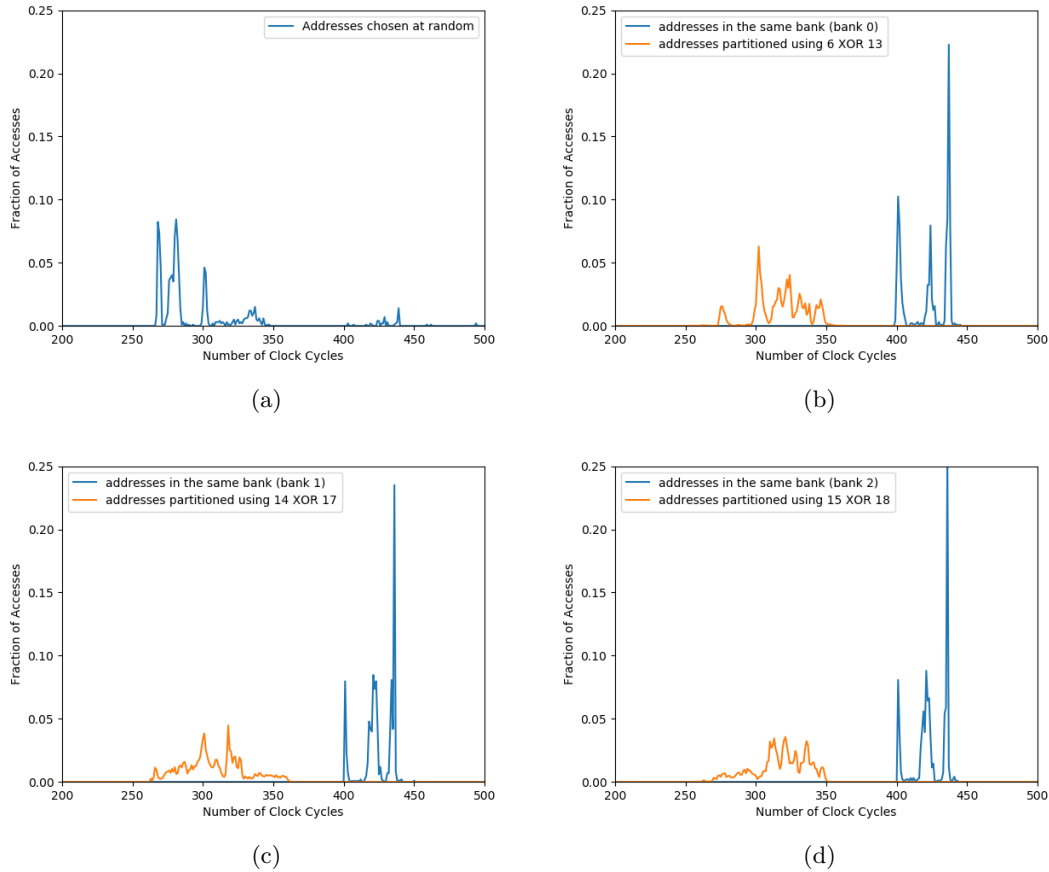 Addresses chosen at random
0.25
0.20
0.15
0.10
0.05
0.00
Fraction of Accesses
200 250 300 350 400 450 500
Number of Clock Cycles
(a)
addresses in the same bank (bank 0)
addresses partitioned using 6 XOR 13
0.25
0.20
0.15
0.10
0.05
0.00
Fraction of Accesses
200 250 300 350 400 450 500
Number of Clock Cycles
(b)
addresses in the same bank (bank 1)
addresses partitioned using 14 XOR 17
0.25
0.20
0.15
0.10
0.05
0.00
Fraction of Accesses
200 250 300 350 400 450 500
Number of Clock Cycles
(c)
addresses in the same bank (bank 2)
addresses partitioned using 15 XOR 18
0.25
0.20
0.15
0.10
0.05
0.00
Fraction of Accesses
200 250 300 350 400 450 500
Number of Clock Cycles
(d)